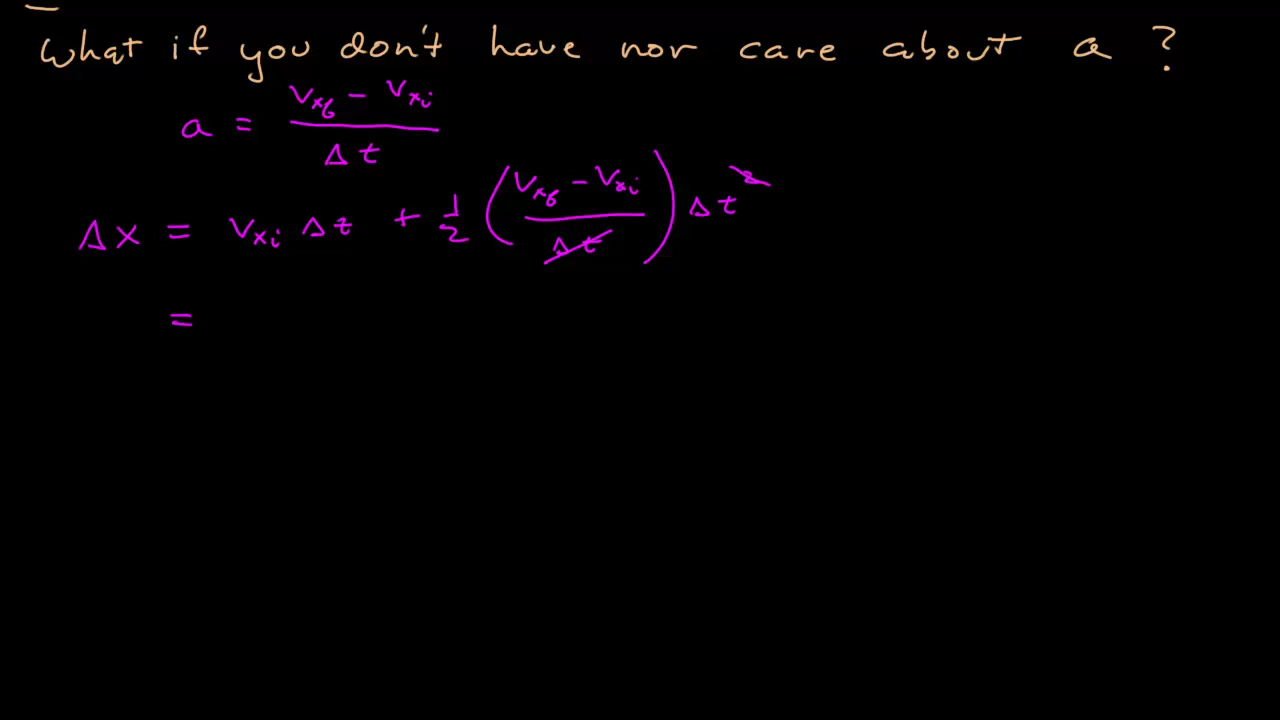 What if you don't have nor care about a ?
a = (v_xf − v_xi) / Δt
Δx = v_xi Δt + 1/2 ((v_xf − v_xi) / Δt) Δt²
=